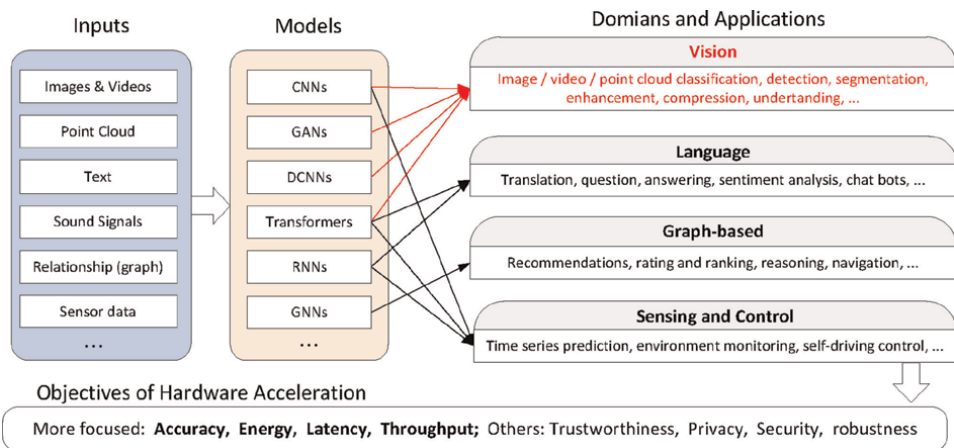 Inputs
Images & Videos
Point Cloud
Text
Sound Signals
Relationship (graph)
Sensor data
...
Models
CNNs
GANs
DCNNs
Transformers
RNNs
GNNs
...
Domians and Applications
Vision
Image / video / point cloud classification, detection, segmentation,
enhancement, compression, undertanding, ...
Language
Translation, question, answering, sentiment analysis, chat bots, ...
Graph-based
Recommendations, rating and ranking, reasoning, navigation, ...
Sensing and Control
Time series prediction, environment monitoring, self-driving control, ...
Objectives of Hardware Acceleration
More focused: Accuracy, Energy, Latency, Throughput; Others: Trustworthiness, Privacy, Security, robustness